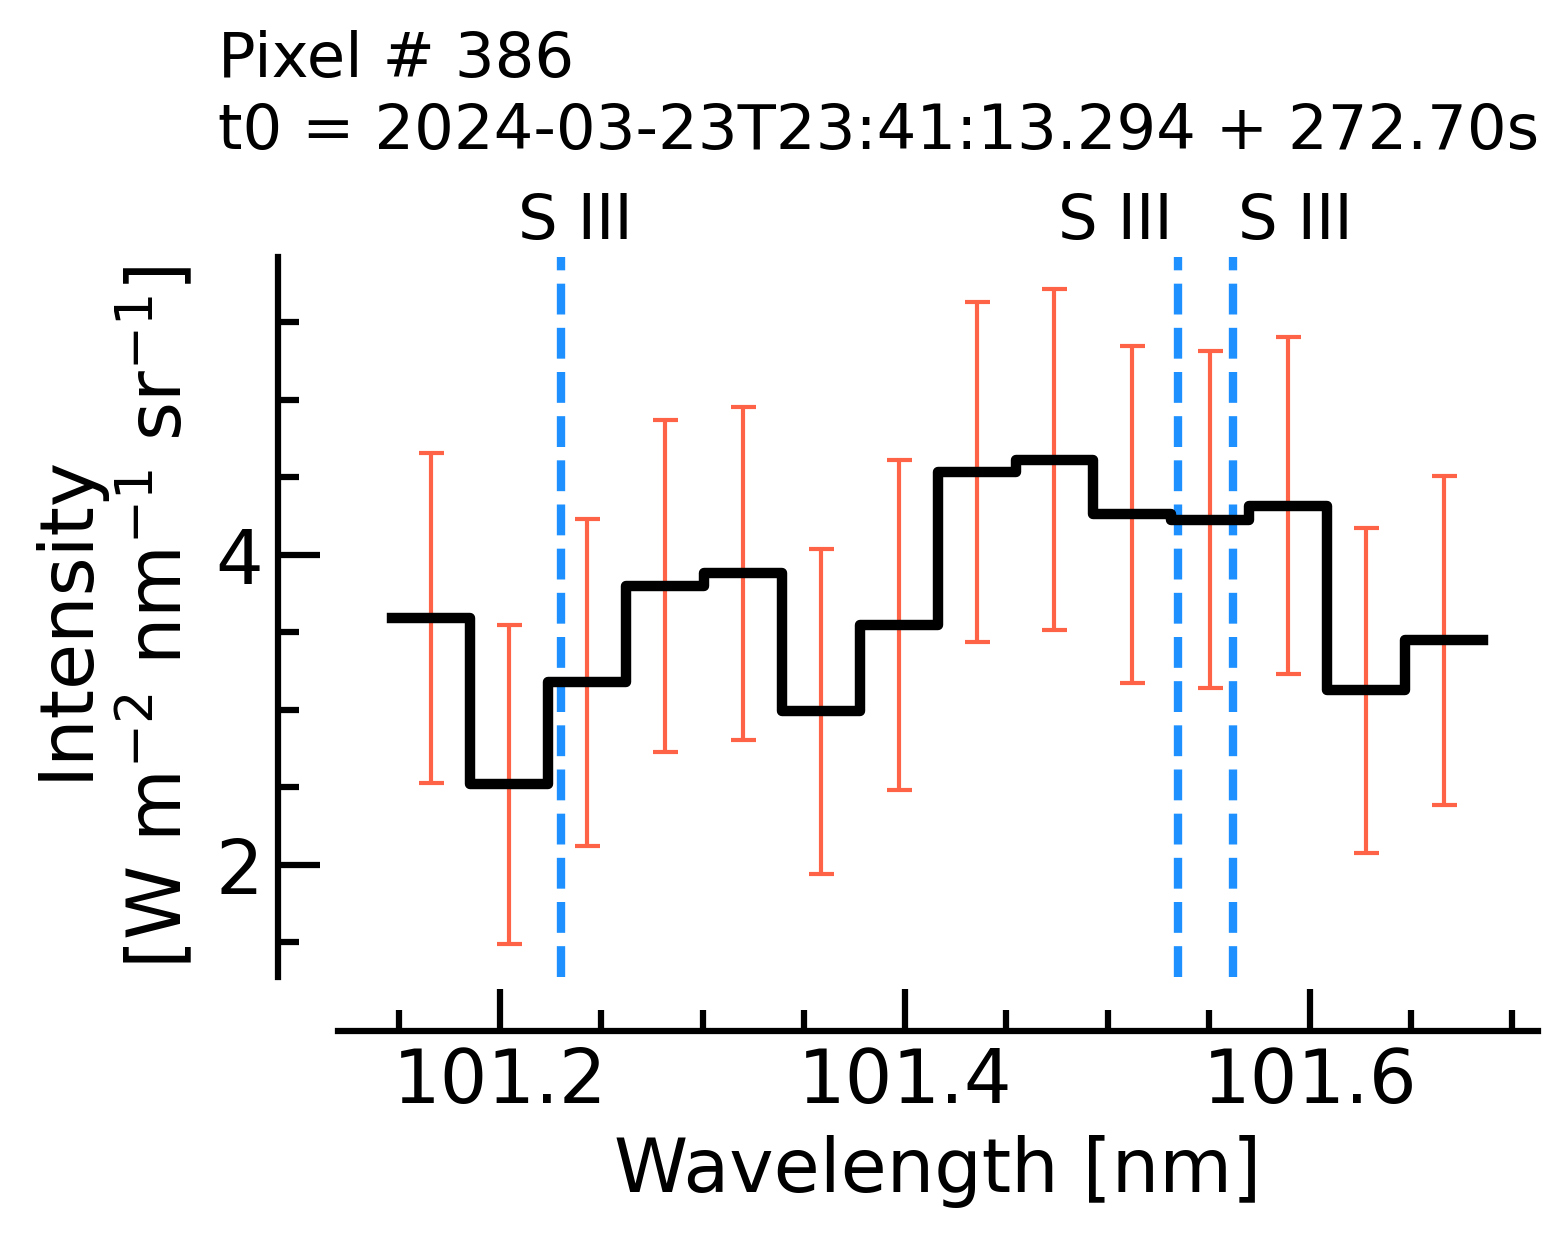 Pixel # 386
t0 = 2024-03-23T23:41:13.294 + 272.70s
S III S III S III
Intensity
[W m⁻² nm⁻¹ sr⁻¹]
4
2
101.2 101.4 101.6
Wavelength [nm]